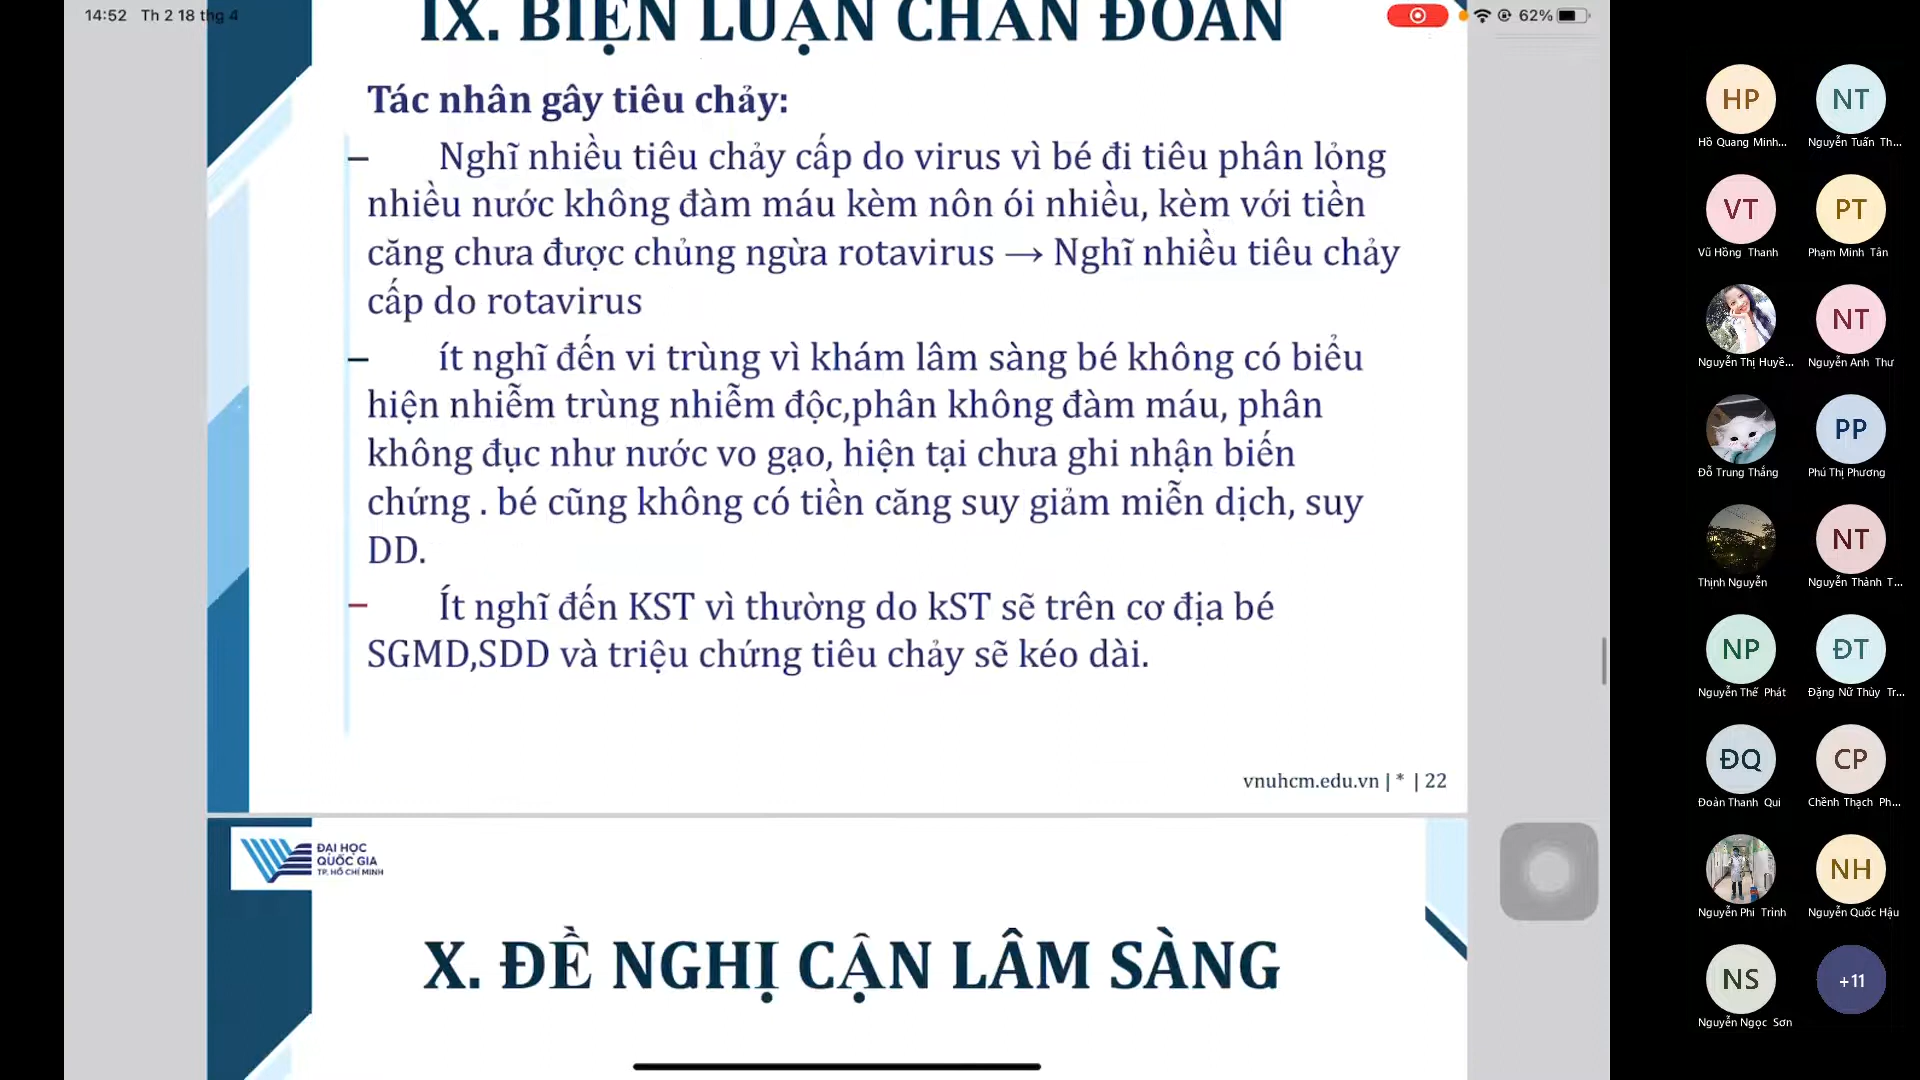 14:52 Th 2 18 thg 4
62%
IX. BIỆN LUẬN CHẨN ĐOÁN
Tác nhân gây tiêu chảy:
– Nghĩ nhiều tiêu chảy cấp do virus vì bé đi tiêu phân lỏng
nhiều nước không đàm máu kèm nôn ói nhiều, kèm với tiền
căng chưa được chủng ngừa rotavirus → Nghĩ nhiều tiêu chảy
cấp do rotavirus
– ít nghĩ đến vi trùng vì khám lâm sàng bé không có biểu
hiện nhiễm trùng nhiễm độc,phân không đàm máu, phân
không đục như nước vo gạo, hiện tại chưa ghi nhận biến
chứng . bé cũng không có tiền căng suy giảm miễn dịch, suy
DD.
– Ít nghĩ đến KST vì thường do kST sẽ trên cơ địa bé
SGMD,SDD và triệu chứng tiêu chảy sẽ kéo dài.
vnuhcm.edu.vn | * | 22
ĐẠI HỌC
QUỐC GIA
TP. HỒ CHÍ MINH
X. ĐỀ NGHỊ CẬN LÂM SÀNG
HP NT
Hồ Quang Minh... Nguyễn Tuấn Th...
VT PT
Vũ Hồng Thanh Phạm Minh Tân
NT
Nguyễn Thị Huyề... Nguyễn Anh Thư
PP
Đỗ Trung Thắng Phú Thị Phương
NT
Thịnh Nguyễn Nguyễn Thành T...
NP ĐT
Nguyễn Thế Phát Đặng Nữ Thùy Tr...
ĐQ CP
Đoàn Thanh Qui Chềnh Thạch Ph...
NH
Nguyễn Phi Trình Nguyễn Quốc Hậu
NS +11
Nguyễn Ngọc Sơn